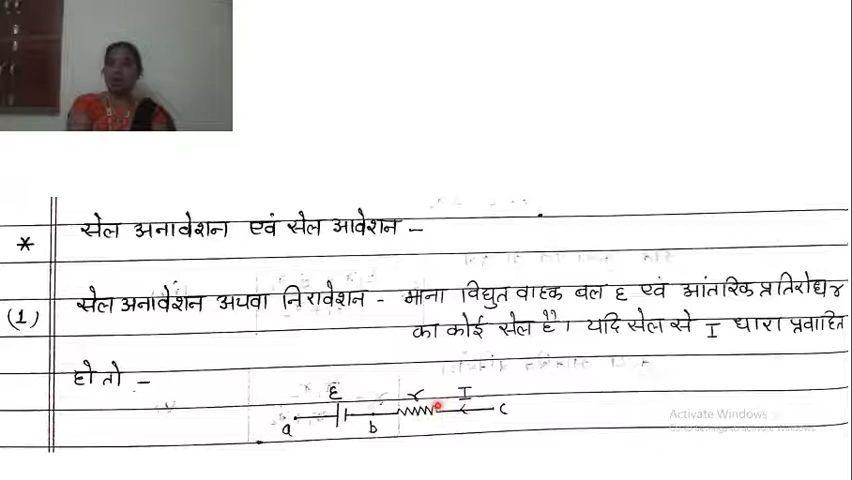 * सेल अनावेशन एवं सेल आवेशन -
(1) सेल अनावेशन अथवा निरावेशन - माना विद्युत वाहक बल ε एवं आंतरिक प्रतिरोध r
का कोई सेल है। यदि सेल से I धारा प्रवाहित
हो तो -
ε r I
a b c
Activate Windows